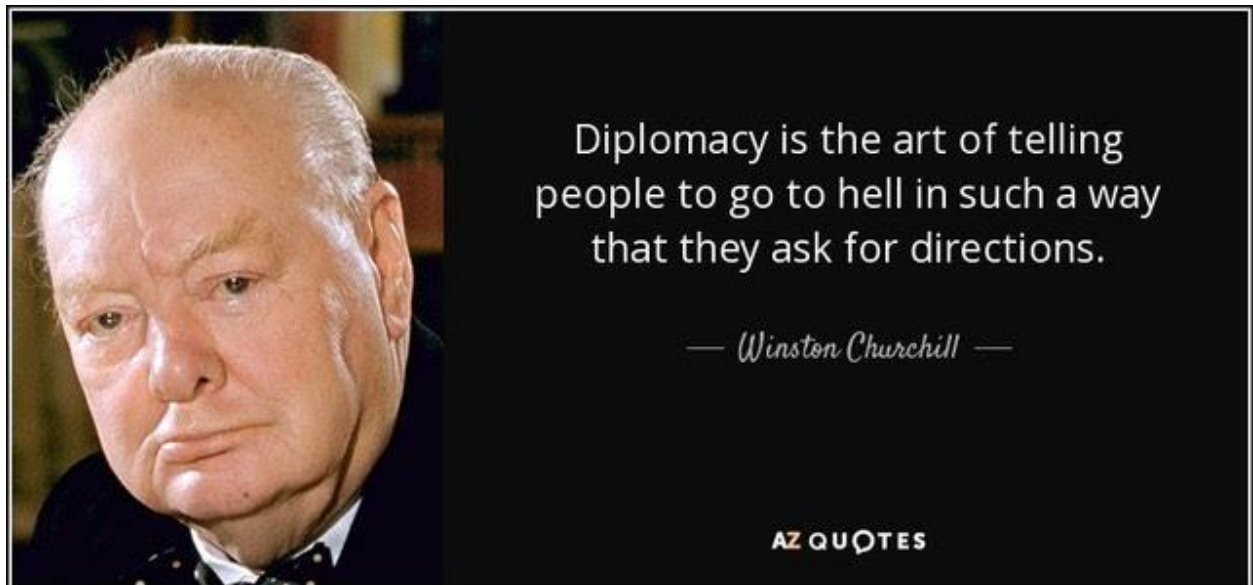 Diplomacy is the art of telling
people to go to hell in such a way
that they ask for directions.
— Winston Churchill —
AZ QUOTES